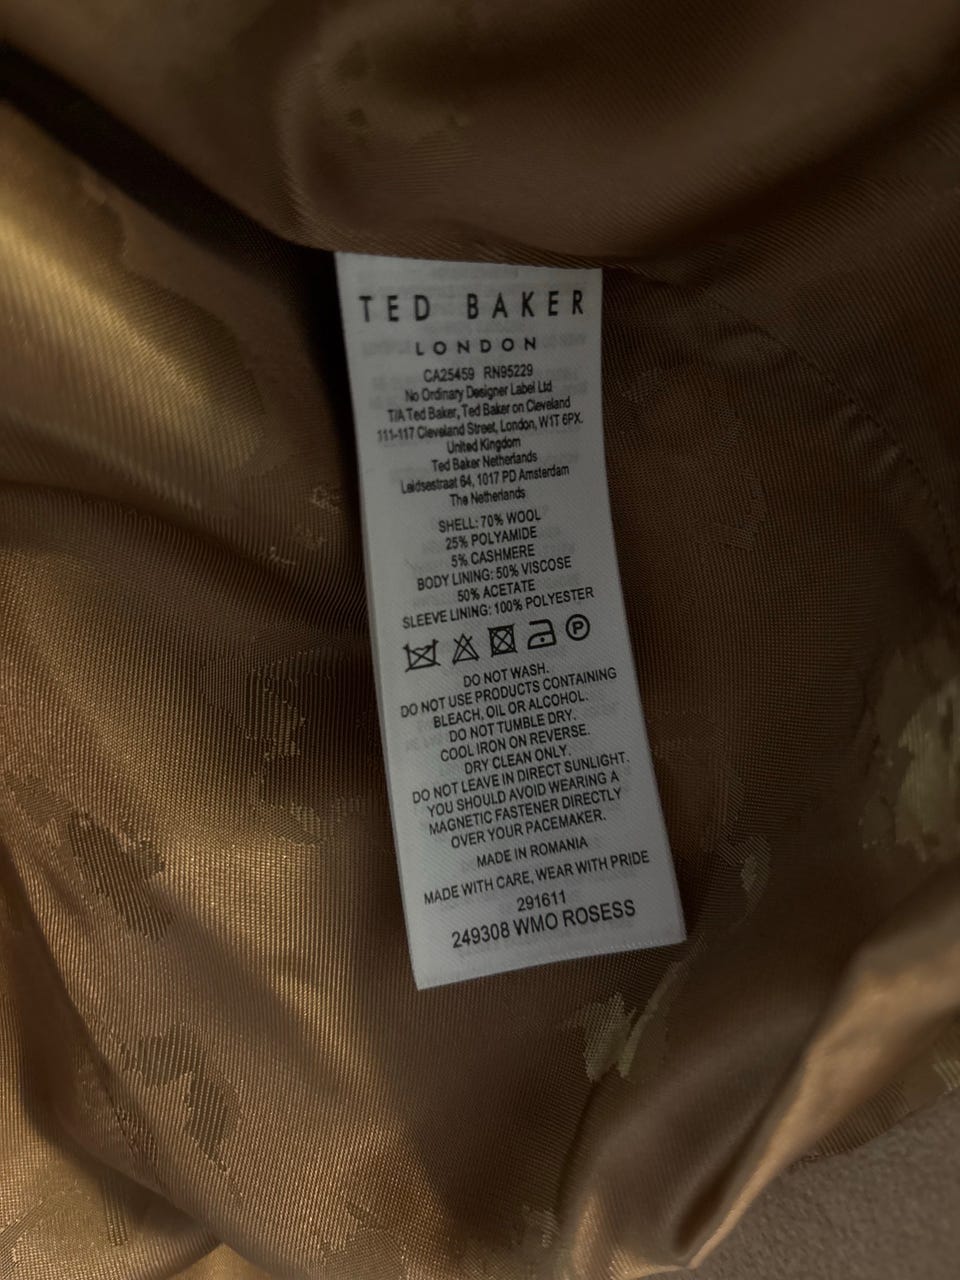 TED BAKER
LONDON
CA25459 RN95229
No Ordinary Designer Label Ltd
T/A Ted Baker, Ted Baker on Cleveland
111-117 Cleveland Street, London, W1T 6PX.
United Kingdom
Ted Baker Netherlands
Leidsestraat 64, 1017 PD Amsterdam
The Netherlands
SHELL: 70% WOOL
25% POLYAMIDE
5% CASHMERE
BODY LINING: 50% VISCOSE
50% ACETATE
SLEEVE LINING: 100% POLYESTER
P
DO NOT WASH.
DO NOT USE PRODUCTS CONTAINING
BLEACH, OIL OR ALCOHOL.
DO NOT TUMBLE DRY.
COOL IRON ON REVERSE.
DRY CLEAN ONLY.
DO NOT LEAVE IN DIRECT SUNLIGHT.
YOU SHOULD AVOID WEARING A
MAGNETIC FASTENER DIRECTLY
OVER YOUR PACEMAKER.
MADE IN ROMANIA
MADE WITH CARE, WEAR WITH PRIDE
291611
249308 WMO ROSESS